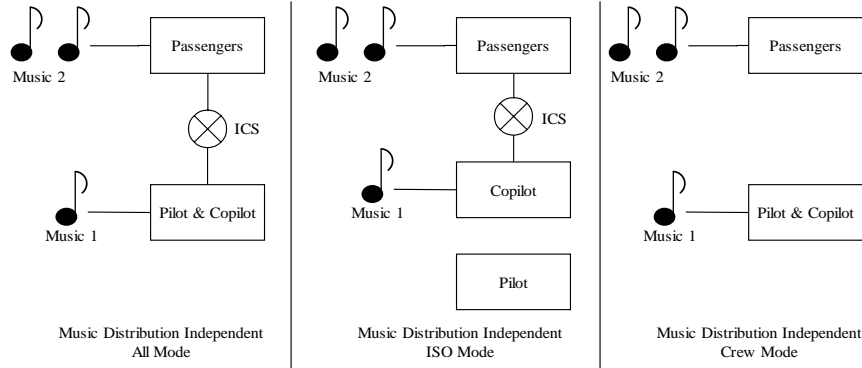 Passengers
Music 2
ICS
Pilot & Copilot
Music 1
Music Distribution Independent
All Mode
Passengers
Music 2
ICS
Copilot
Music 1
Pilot
Music Distribution Independent
ISO Mode
Passengers
Music 2
Pilot & Copilot
Music 1
Music Distribution Independent
Crew Mode